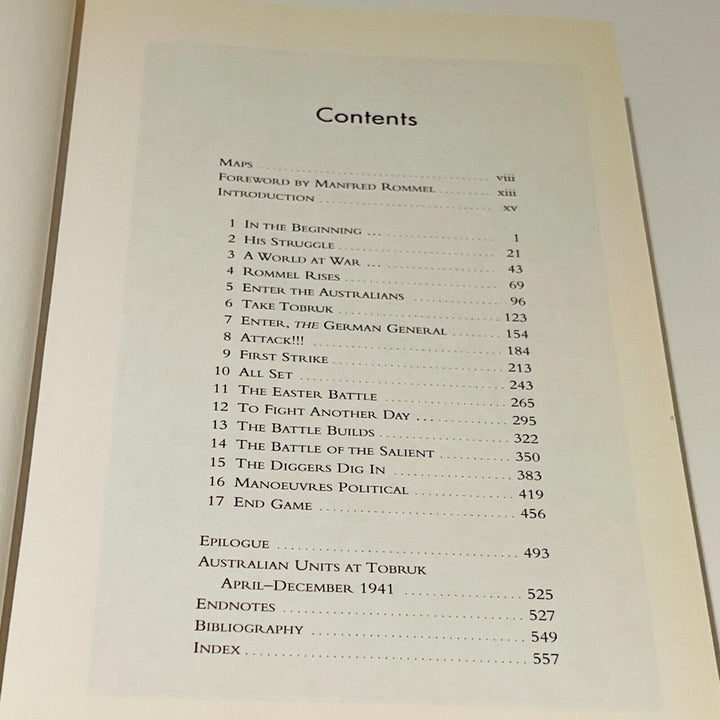 Contents
MAPS ........ viii
FOREWORD BY MANFRED ROMMEL ........ xiii
INTRODUCTION ........ xv
1 IN THE BEGINNING ... ........ 1
2 HIS STRUGGLE ........ 21
3 A WORLD AT WAR ... ........ 43
4 ROMMEL RISES ........ 69
5 ENTER THE AUSTRALIANS ........ 96
6 TAKE TOBRUK ........ 123
7 ENTER, THE GERMAN GENERAL ........ 154
8 ATTACK!!! ........ 184
9 FIRST STRIKE ........ 213
10 ALL SET ........ 243
11 THE EASTER BATTLE ........ 265
12 TO FIGHT ANOTHER DAY ... ........ 295
13 THE BATTLE BUILDS ........ 322
14 THE BATTLE OF THE SALIENT ........ 350
15 THE DIGGERS DIG IN ........ 383
16 MANOEUVRES POLITICAL ........ 419
17 END GAME ........ 456
EPILOGUE ........ 493
AUSTRALIAN UNITS AT TOBRUK
APRIL–DECEMBER 1941 ........ 525
ENDNOTES ........ 527
BIBLIOGRAPHY ........ 549
INDEX ........ 557